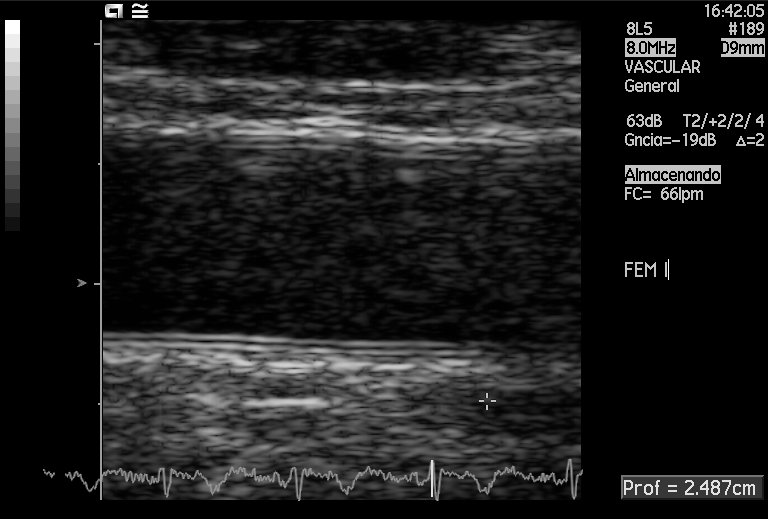 16:42:05
8L5 #189
8.0MHz 09mm
VASCULAR
General
63dB T2/+2/2/ 4
Gncia=-19dB Δ=2
Almacenando
FC= 66lpm
FEM I
Prof = 2.487cm